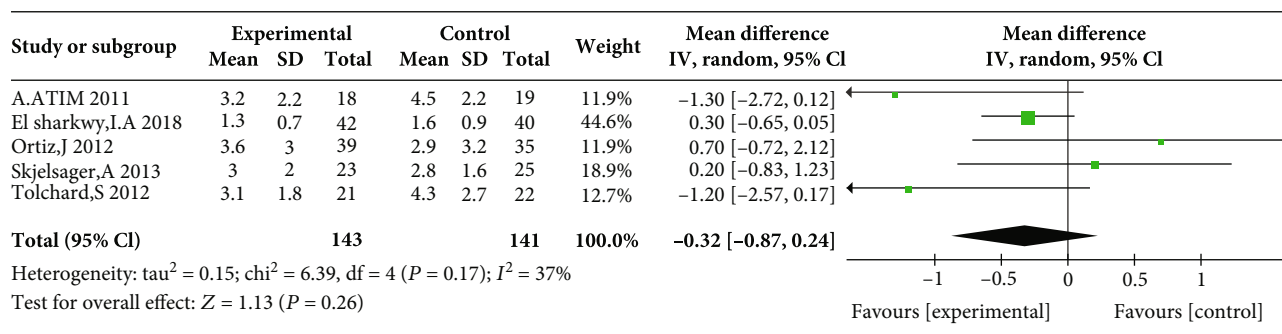 Study or subgroup Experimental Control Weight Mean difference Mean difference
Mean SD Total Mean SD Total IV, random, 95% Cl IV, random, 95% Cl
A.ATIM 2011 3.2 2.2 18 4.5 2.2 19 11.9% –1.30 [–2.72, 0.12]
El sharkwy,I.A 2018 1.3 0.7 42 1.6 0.9 40 44.6% 0.30 [–0.65, 0.05]
Ortiz,J 2012 3.6 3 39 2.9 3.2 35 11.9% 0.70 [–0.72, 2.12]
Skjelsager,A 2013 3 2 23 2.8 1.6 25 18.9% 0.20 [–0.83, 1.23]
Tolchard,S 2012 3.1 1.8 21 4.3 2.7 22 12.7% –1.20 [–2.57, 0.17]
Total (95% Cl) 143 141 100.0% –0.32 [–0.87, 0.24]
Heterogeneity: tau² = 0.15; chi² = 6.39, df = 4 (P = 0.17); I² = 37%
Test for overall effect: Z = 1.13 (P = 0.26)
–1 –0.5 0 0.5 1
Favours [experimental] Favours [control]